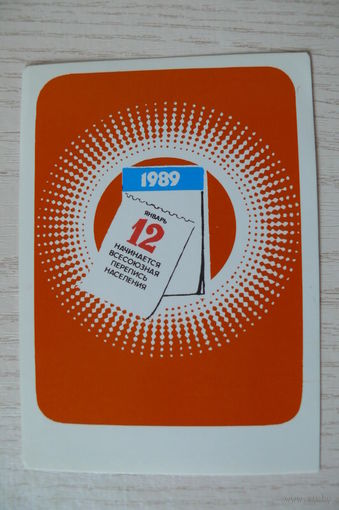 1989
ЯНВАРЬ
12
НАЧИНАЕТСЯ
ВСЕСОЮЗНАЯ
ПЕРЕПИСЬ
НАСЕЛЕНИЯ